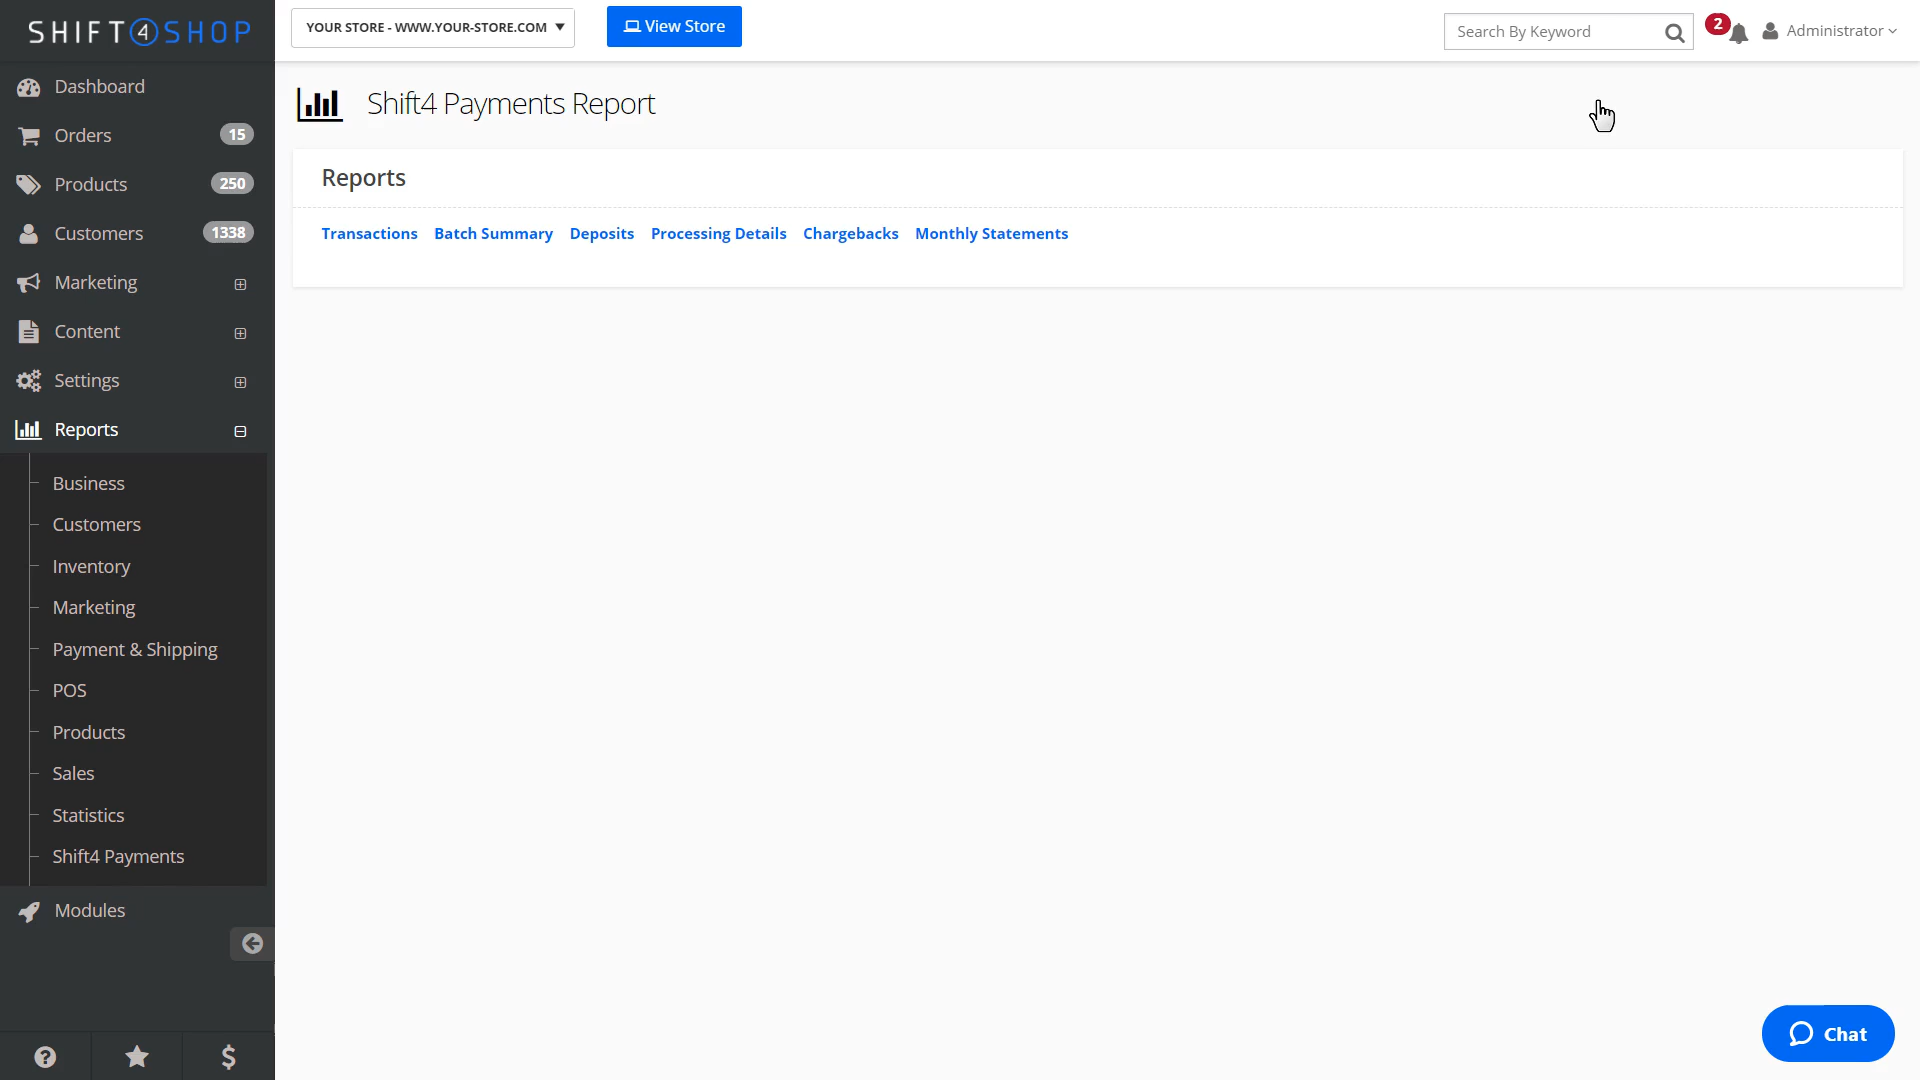 SHIFT4SHOP
YOUR STORE - WWW.YOUR-STORE.COM
View Store
Search By Keyword
2
Administrator
Dashboard
Orders 15
Products 250
Customers 1338
Marketing
Content
Settings
Reports
Business
Customers
Inventory
Marketing
Payment & Shipping
POS
Products
Sales
Statistics
Shift4 Payments
Modules
Shift4 Payments Report
Reports
Transactions Batch Summary Deposits Processing Details Chargebacks Monthly Statements
Chat